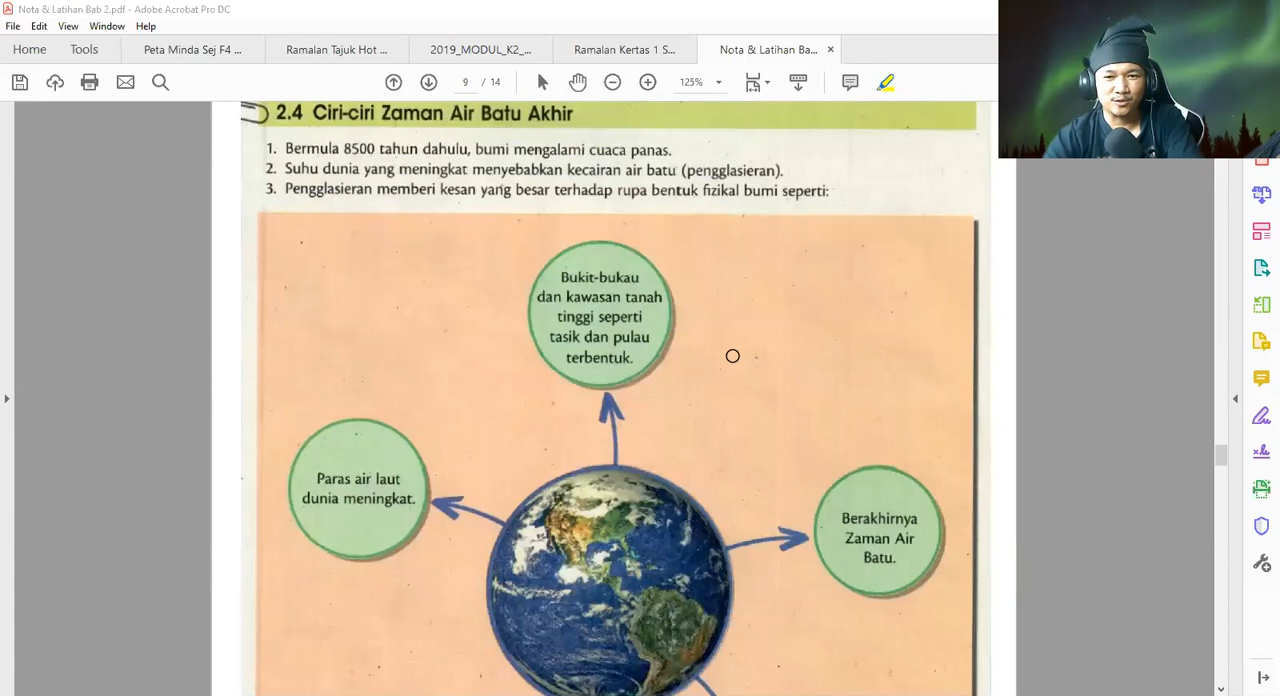 Nota & Latihan Bab 2.pdf - Adobe Acrobat Pro DC
File Edit View Window Help
Home Tools Peta Minda Sej F4 ... Ramalan Tajuk Hot ... 2019_MODUL_K2_... Ramalan Kertas 1 S... Nota & Latihan Ba... ×
9 / 14 125%
2.4 Ciri-ciri Zaman Air Batu Akhir
1. Bermula 8500 tahun dahulu, bumi mengalami cuaca panas.
2. Suhu dunia yang meningkat menyebabkan kecairan air batu (pengglasieran).
3. Pengglasieran memberi kesan yang besar terhadap rupa bentuk fizikal bumi seperti:
Bukit-bukau
dan kawasan tanah
tinggi seperti
tasik dan pulau
terbentuk.
Paras air laut
dunia meningkat.
Berakhirnya
Zaman Air
Batu.